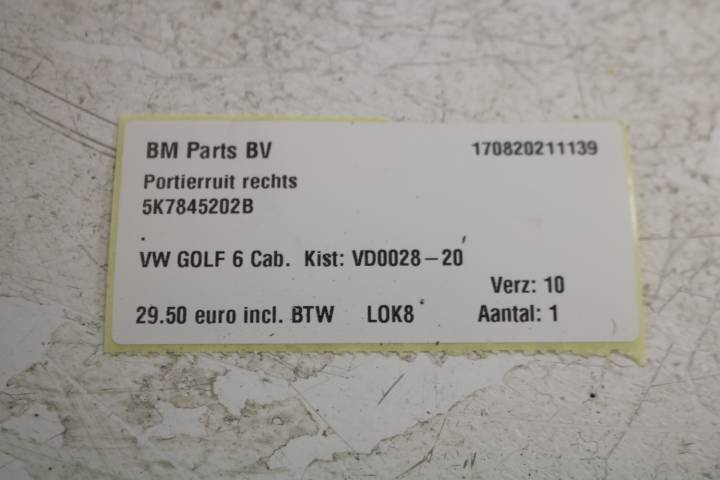 BM Parts BV 170820211139
Portierruit rechts
5K7845202B
VW GOLF 6 Cab. Kist: VD0028-20
Verz: 10
29.50 euro incl. BTW LOK8 Aantal: 1